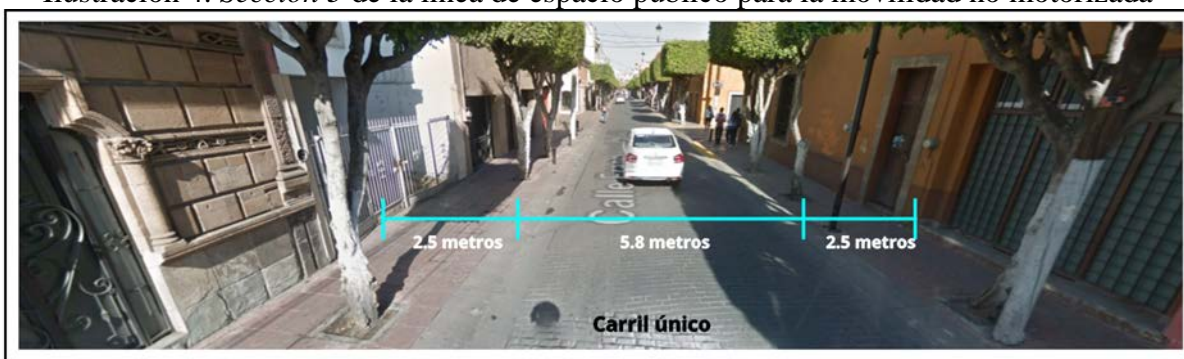 Ilustración 4. Sección 3 de la línea de espacio público para la movilidad no motorizada
2.5 metros
5.8 metros
2.5 metros
Carril único